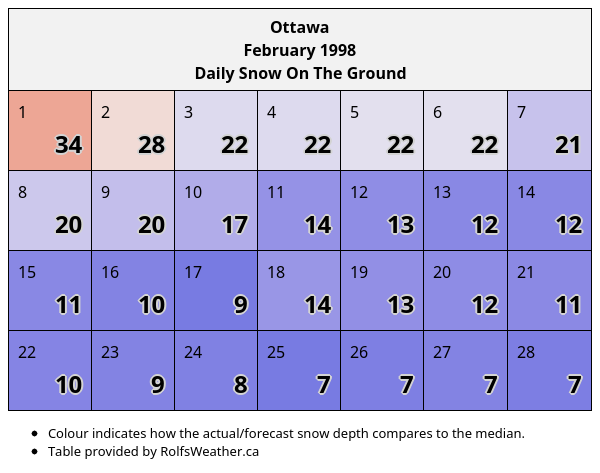 Ottawa
February 1998
Daily Snow On The Ground
1 2 3 4 5 6 7
34 28 22 22 22 22 21
8 9 10 11 12 13 14
20 20 17 14 13 12 12
15 16 17 18 19 20 21
11 10 9 14 13 12 11
22 23 24 25 26 27 28
10 9 8 7 7 7 7
Colour indicates how the actual/forecast snow depth compares to the median.
Table provided by RolfsWeather.ca